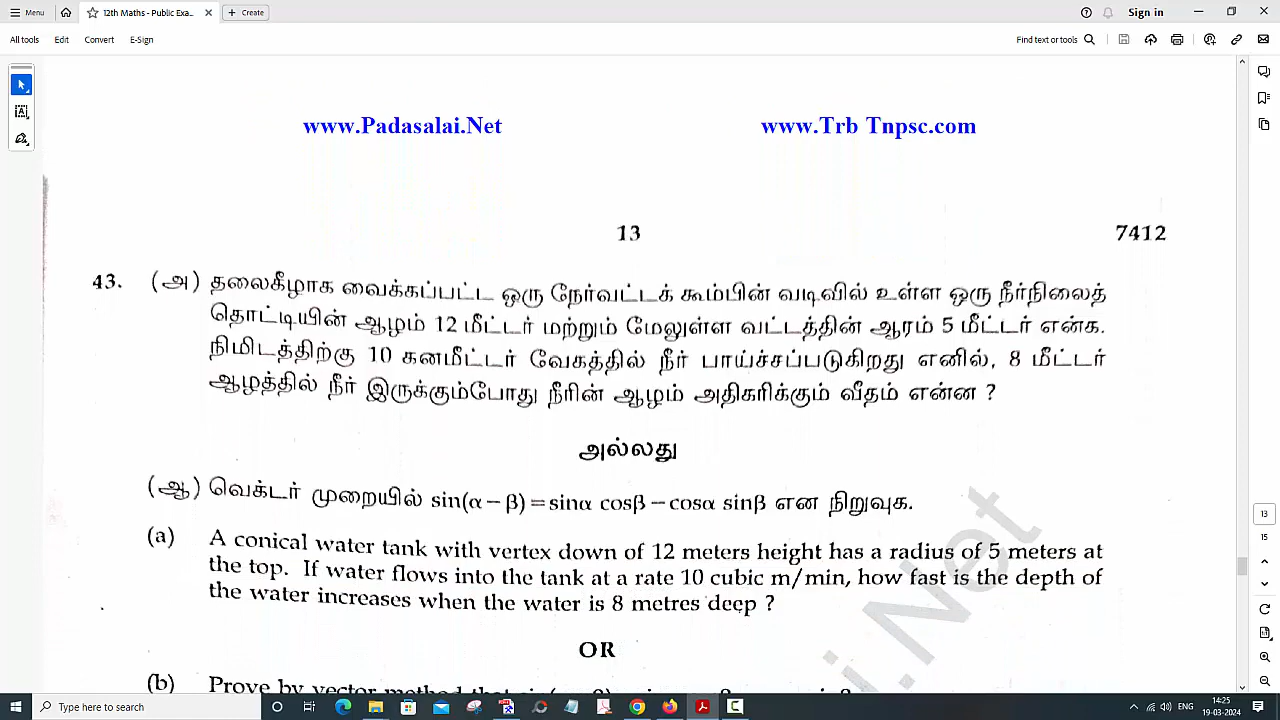 Menu
12th Maths - Public Exa...
Create
Sign in
All tools
Edit
Convert
E-Sign
Find text or tools
www.Padasalai.Net
www.Trb Tnpsc.com
13
7412
43. (அ) தலைகீழாக வைக்கப்பட்ட ஒரு நேர்வட்டக் கூம்பின் வடிவில் உள்ள ஒரு நீர்நிலைத்
தொட்டியின் ஆழம் 12 மீட்டர் மற்றும் மேலுள்ள வட்டத்தின் ஆரம் 5 மீட்டர் என்க.
நிமிடத்திற்கு 10 கனமீட்டர் வேகத்தில் நீர் பாய்ச்சப்படுகிறது எனில், 8 மீட்டர்
ஆழத்தில் நீர் இருக்கும்போது நீரின் ஆழம் அதிகரிக்கும் வீதம் என்ன ?
அல்லது
(ஆ) வெக்டர் முறையில் sin(α − β) = sinα cosβ − cosα sinβ என நிறுவுக.
(a) A conical water tank with vertex down of 12 meters height has a radius of 5 meters at
the top. If water flows into the tank at a rate 10 cubic m/min, how fast is the depth of
the water increases when the water is 8 metres deep ?
OR
(b) Prove by vector method that
i.Net
13
15
Type here to search
ENG
14:25
19-03-2024